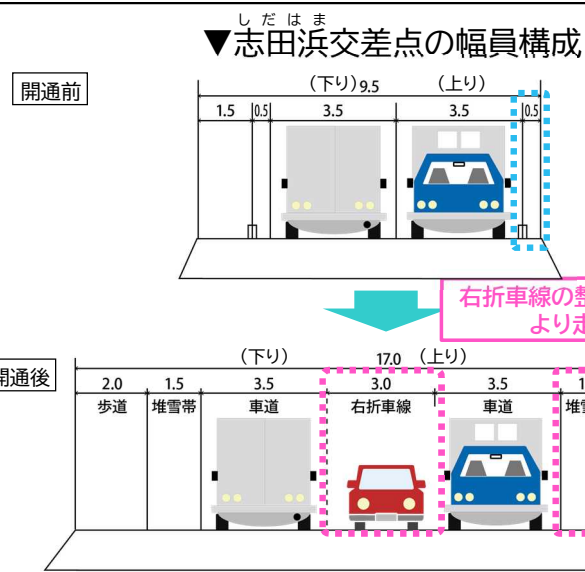 しだはま
▼志田浜交差点の幅員構成
開通前
(下り) 9.5 (上り)
1.5 0.5 3.5 3.5 0.5
右折車線の
より
開通後
(下り) 17.0 (上り)
2.0 1.5 3.5 3.0 3.5
歩道 堆雪帯 車道 右折車線 車道